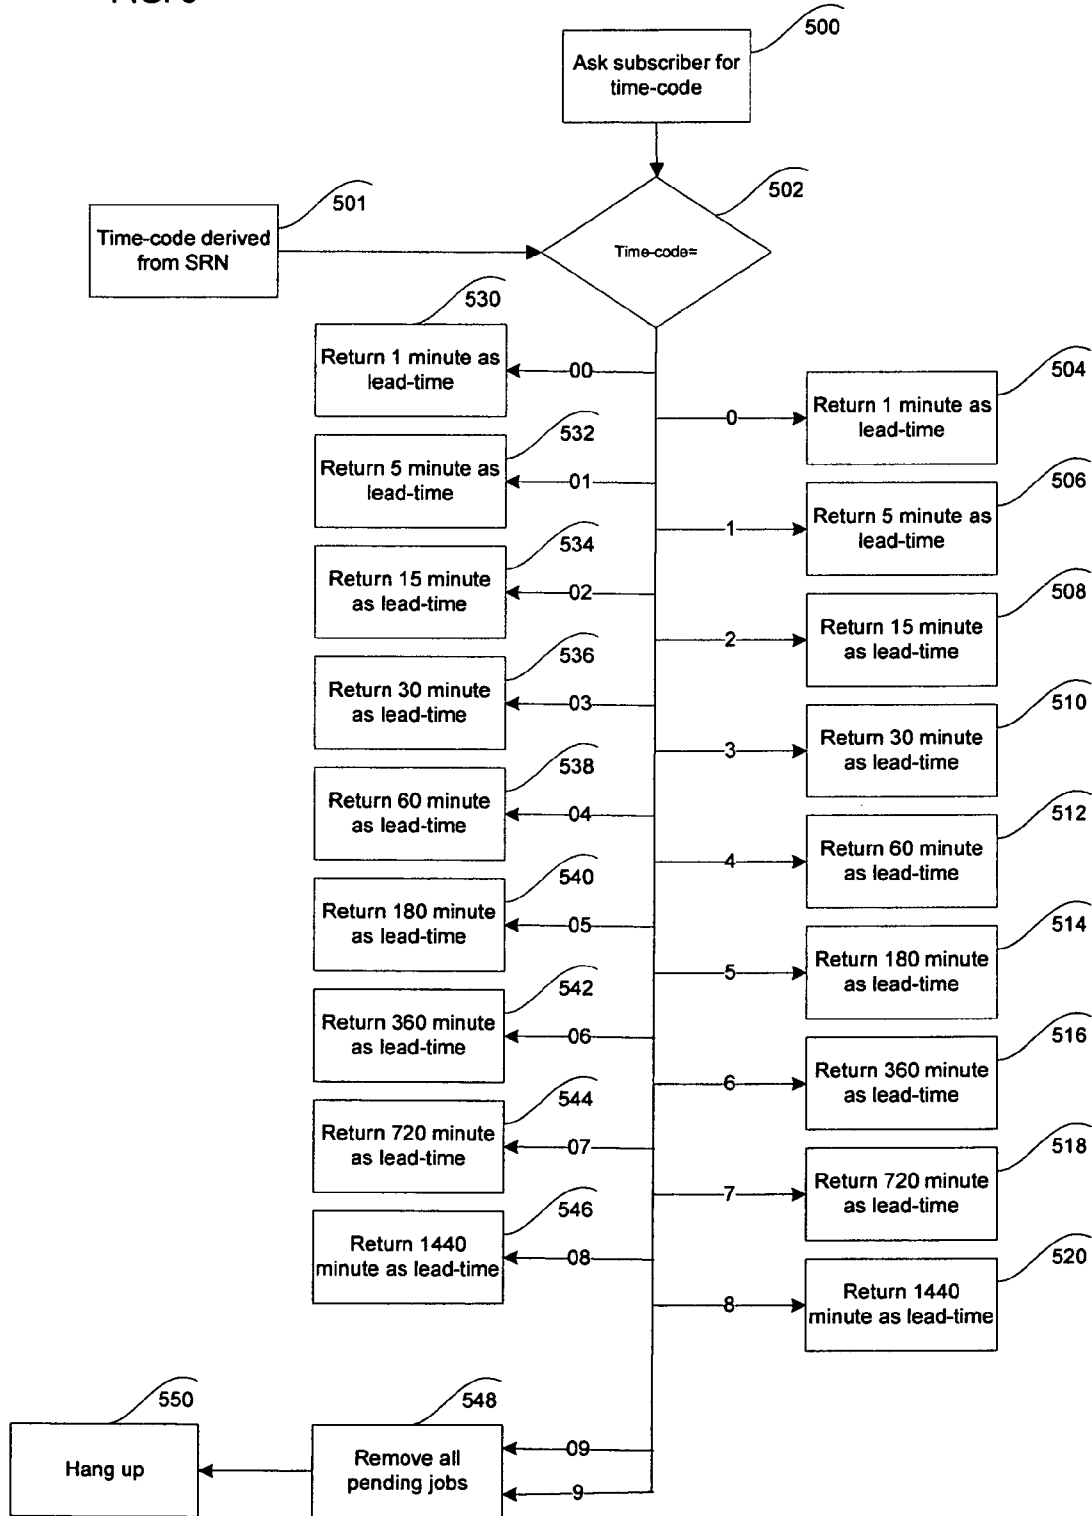 500
Ask subscriber for
time-code
502
501
Time-code derived
from SRN
Time-code=
530
Return 1 minute as
lead-time
00
504
0
Return 1 minute as
lead-time
532
Return 5 minute as
lead-time
01
506
1
Return 5 minute as
lead-time
534
Return 15 minute
as lead-time
02
508
2
Return 15 minute
as lead-time
536
Return 30 minute
as lead-time
03
510
3
Return 30 minute
as lead-time
538
Return 60 minute
as lead-time
04
512
4
Return 60 minute
as lead-time
540
Return 180 minute
as lead-time
05
514
5
Return 180 minute
as lead-time
542
Return 360 minute
as lead-time
06
516
6
Return 360 minute
as lead-time
544
Return 720 minute
as lead-time
07
518
7
Return 720 minute
as lead-time
546
Return 1440
minute as lead-time
08
520
8
Return 1440
minute as lead-time
550
Hang up
548
Remove all
pending jobs
09
9